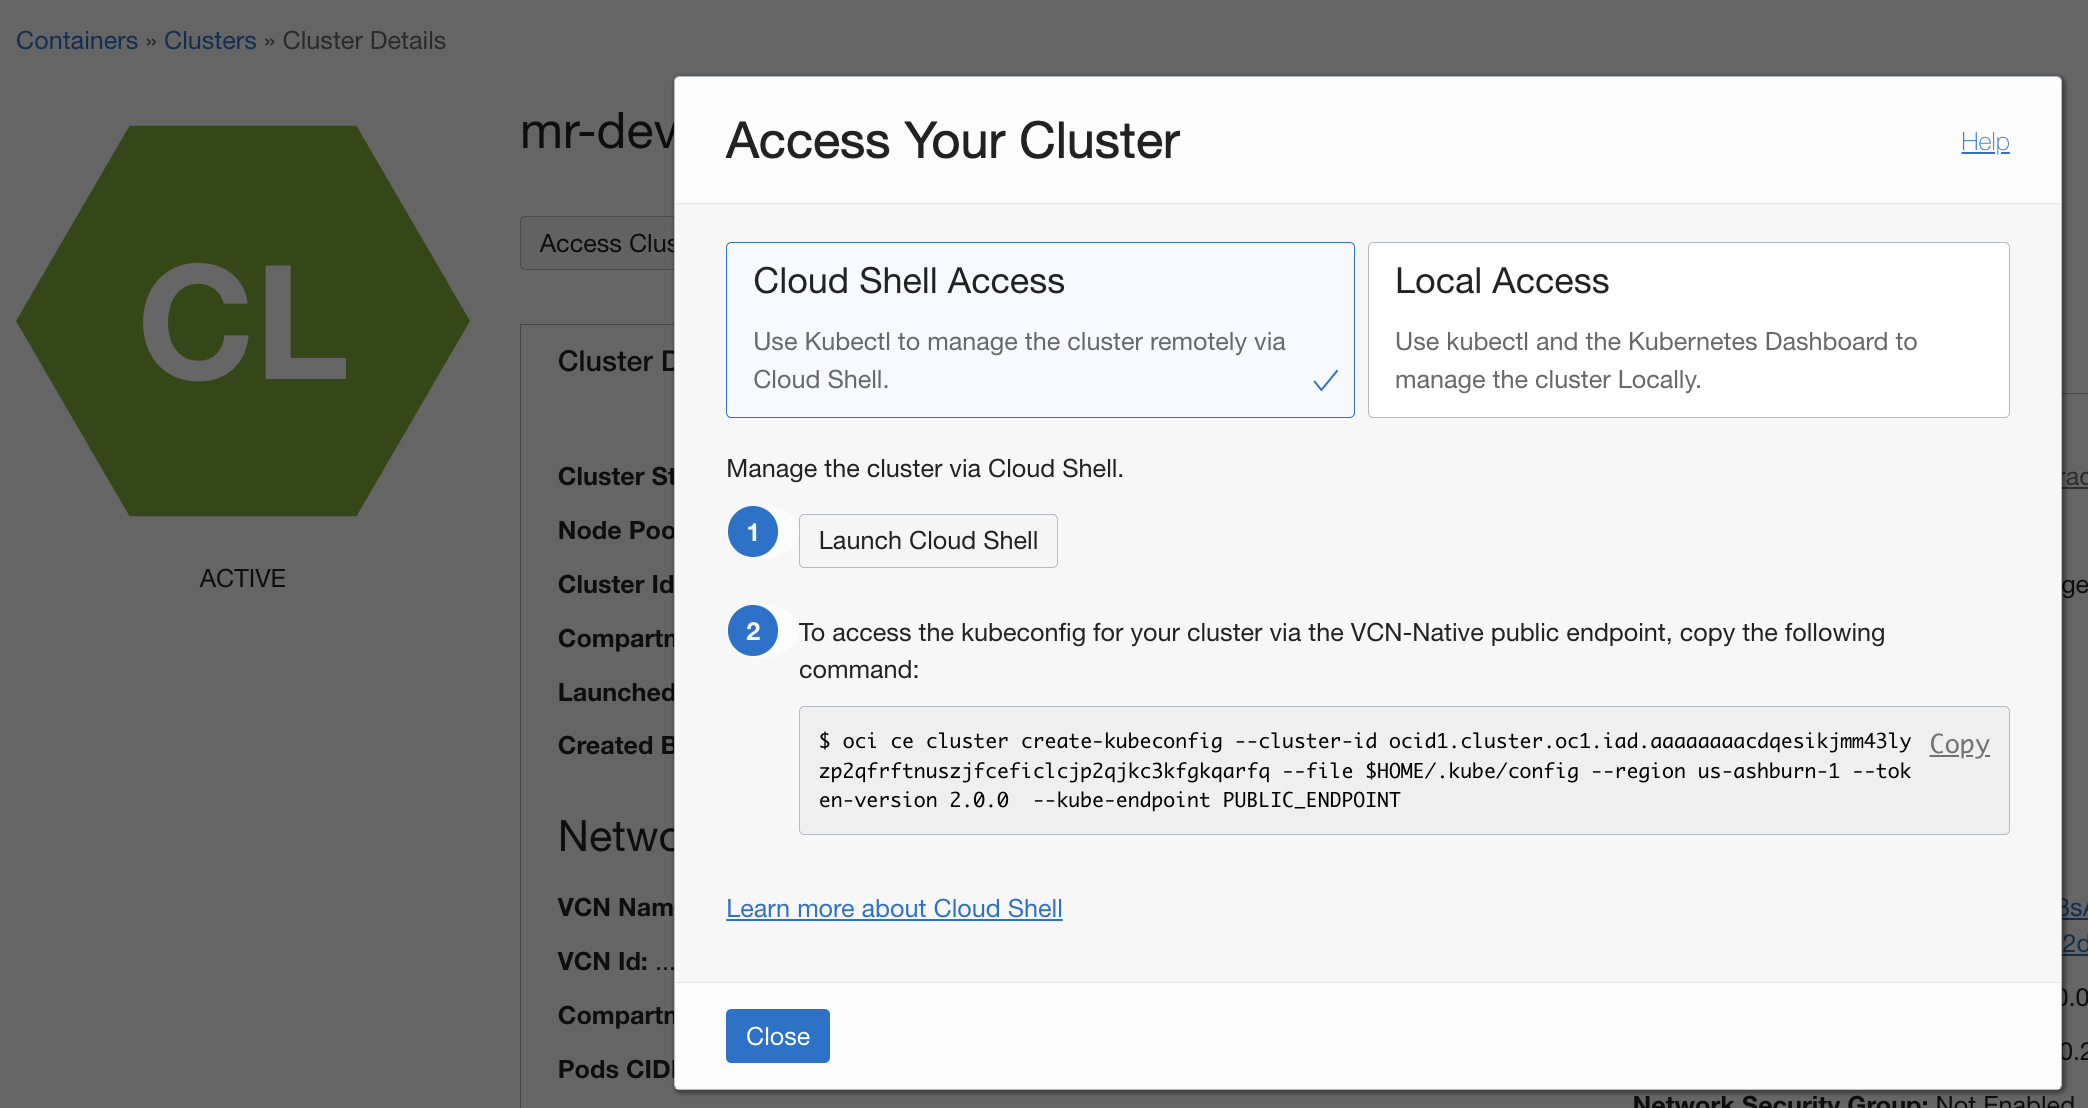 Containers » Clusters » Cluster Details
CL
ACTIVE
mr-dev
Access Clus
Cluster D
Cluster St
Node Poo
Cluster Id
Compartm
Launched
Created B
Netwo
VCN Nam
VCN Id: ...
Compartm
Pods CID
Access Your Cluster
Help
Cloud Shell Access
Use Kubectl to manage the cluster remotely via
Cloud Shell.
Local Access
Use kubectl and the Kubernetes Dashboard to
manage the cluster Locally.
Manage the cluster via Cloud Shell.
1
Launch Cloud Shell
2
To access the kubeconfig for your cluster via the VCN-Native public endpoint, copy the following
command:
$ oci ce cluster create-kubeconfig --cluster-id ocid1.cluster.oc1.iad.aaaaaaaacdqesikjmm43ly
zp2qfrftnuszjfceficlcjp2qjkc3kfgkqarfq --file $HOME/.kube/config --region us-ashburn-1 --tok
en-version 2.0.0  --kube-endpoint PUBLIC_ENDPOINT
Copy
Learn more about Cloud Shell
Close
Network Security Group: Not Enabled